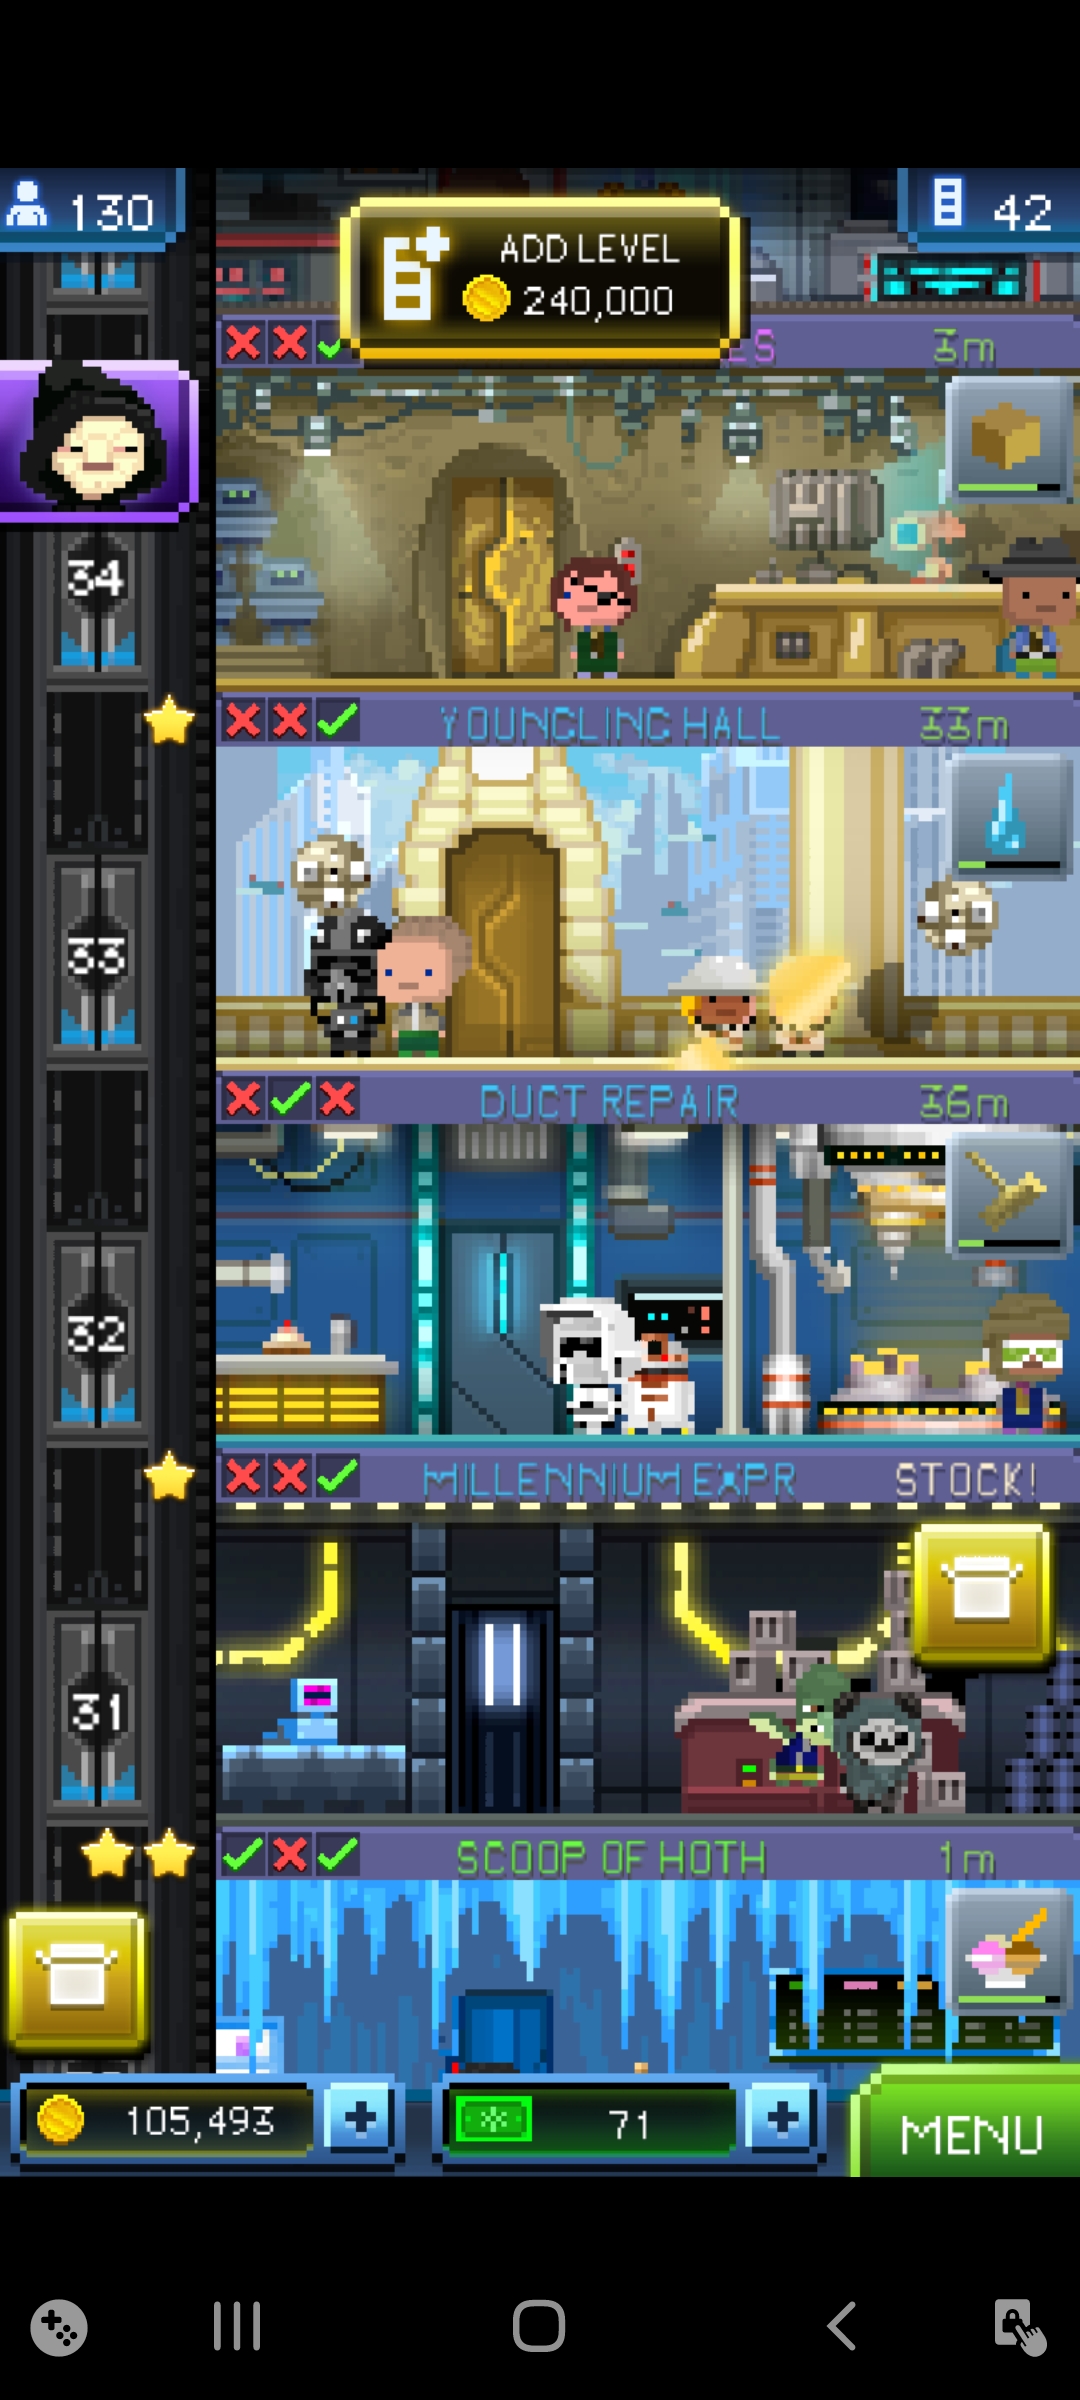 130
42
ADD LEVEL
240,000
ES
3m
34
YOUNGLING HALL
33m
33
DUCT REPAIR
36m
32
MILLENNIUM EXPR
STOCK!
31
SCOOP OF HOTH
1m
105,493
71
MENU